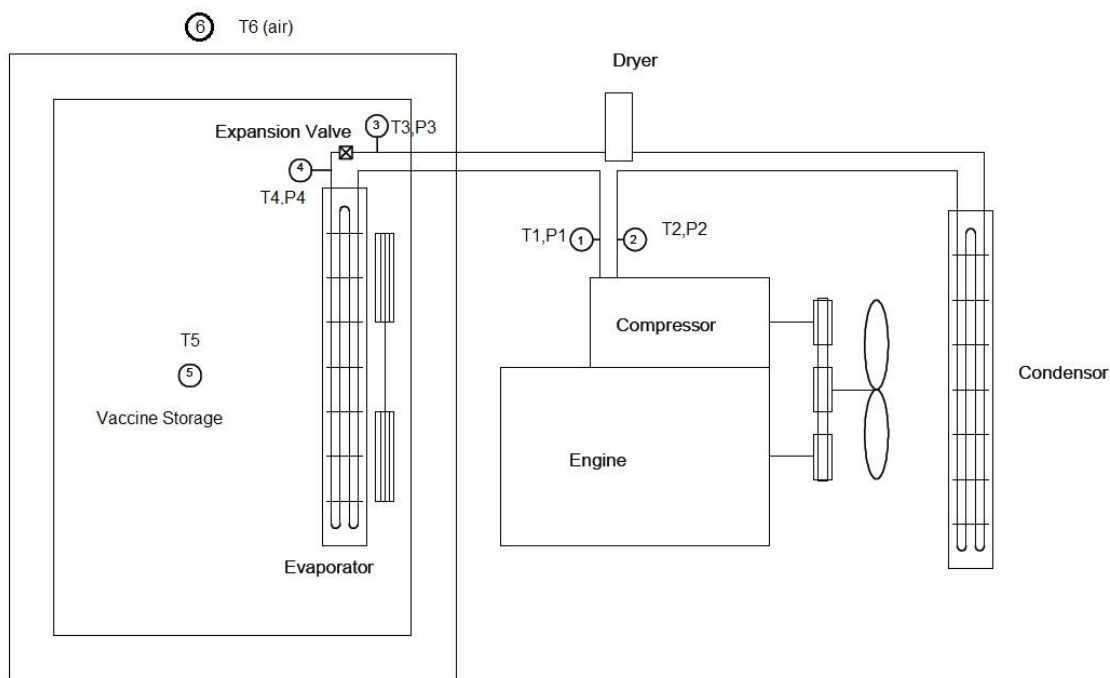 6 T6 (air)
Dryer
Expansion Valve
3 T3,P3
4
T4,P4
T1,P1 1
2 T2,P2
Compressor
T5
5
Vaccine Storage
Condensor
Engine
Evaporator